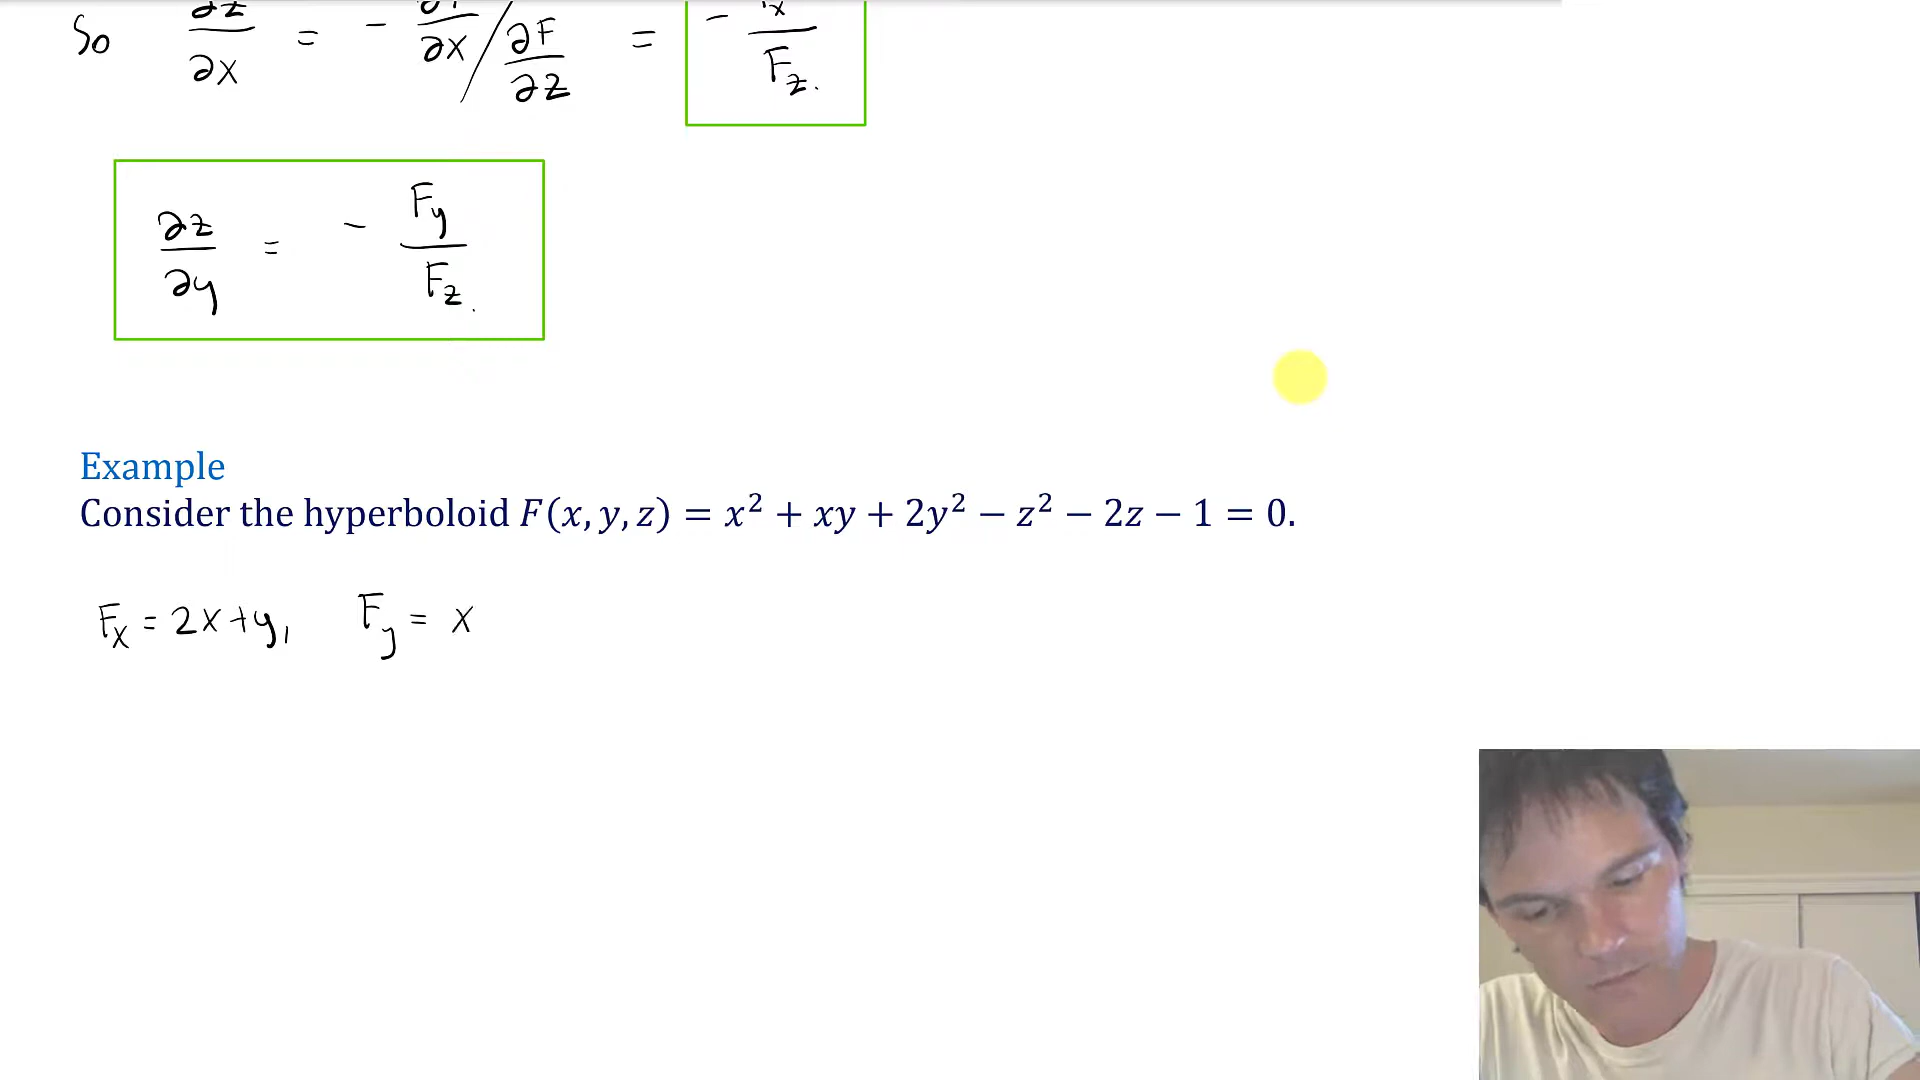 So ∂z/∂x = - ∂F/∂x / ∂F/∂z = - Fx/Fz.
∂z/∂y = - Fy/Fz.
Example
Consider the hyperboloid F(x, y, z) = x² + xy + 2y² − z² − 2z − 1 = 0.
Fx = 2x+y, Fy = x